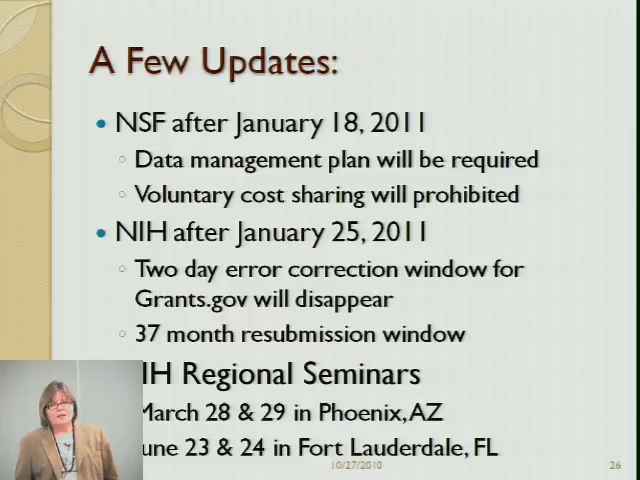 A Few Updates:
NSF after January 18, 2011
Data management plan will be required
Voluntary cost sharing will prohibited
NIH after January 25, 2011
Two day error correction window for
Grants.gov will disappear
37 month resubmission window
IH Regional Seminars
March 28 & 29 in Phoenix, AZ
une 23 & 24 in Fort Lauderdale, FL
10/27/2010
26